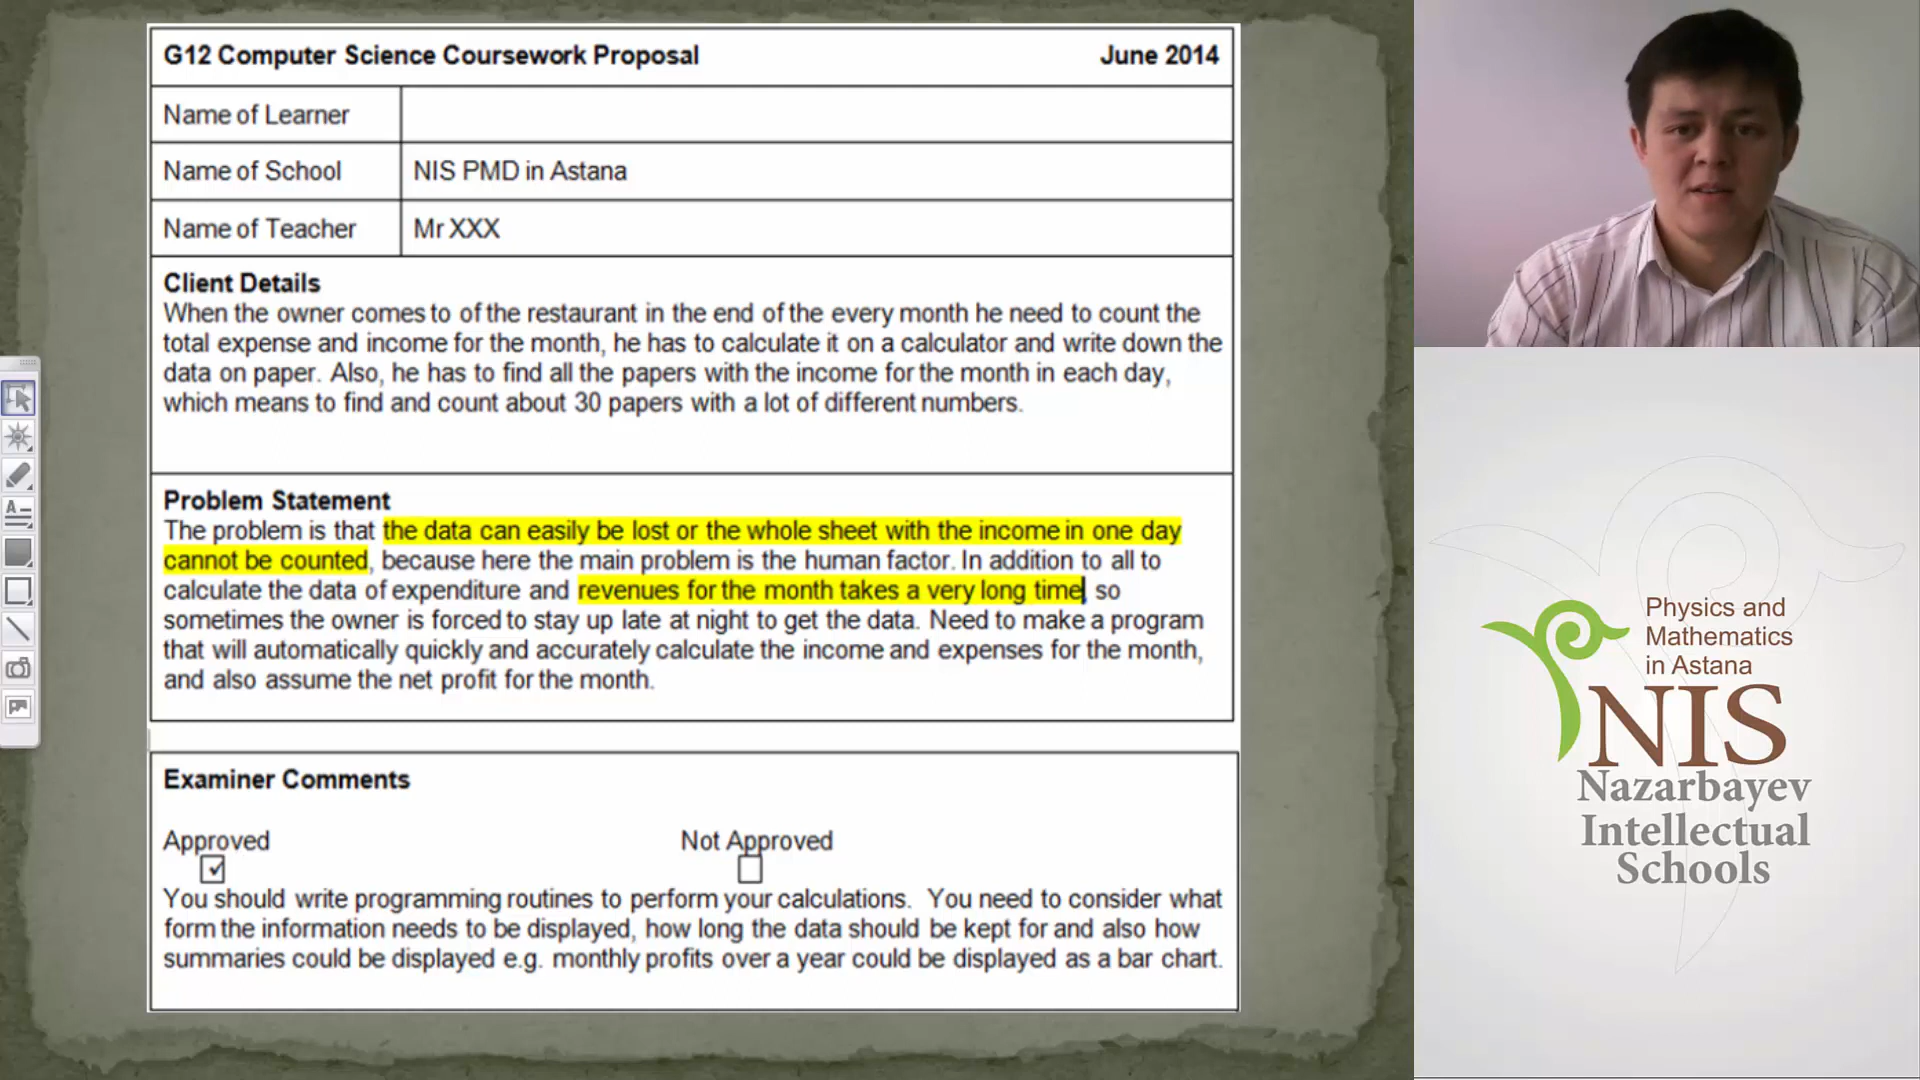 G12 Computer Science Coursework Proposal June 2014
Name of Learner
Name of School NIS PMD in Astana
Name of Teacher Mr XXX
Client Details
When the owner comes to of the restaurant in the end of the every month he need to count the
total expense and income for the month, he has to calculate it on a calculator and write down the
data on paper. Also, he has to find all the papers with the income for the month in each day,
which means to find and count about 30 papers with a lot of different numbers.
Problem Statement
The problem is that the data can easily be lost or the whole sheet with the income in one day
cannot be counted, because here the main problem is the human factor. In addition to all to
calculate the data of expenditure and revenues for the month takes a very long time, so
sometimes the owner is forced to stay up late at night to get the data. Need to make a program
that will automatically quickly and accurately calculate the income and expenses for the month,
and also assume the net profit for the month.
Examiner Comments
Approved Not Approved
You should write programming routines to perform your calculations. You need to consider what
form the information needs to be displayed, how long the data should be kept for and also how
summaries could be displayed e.g. monthly profits over a year could be displayed as a bar chart.
Physics and
Mathematics
in Astana
NIS
Nazarbayev
Intellectual
Schools